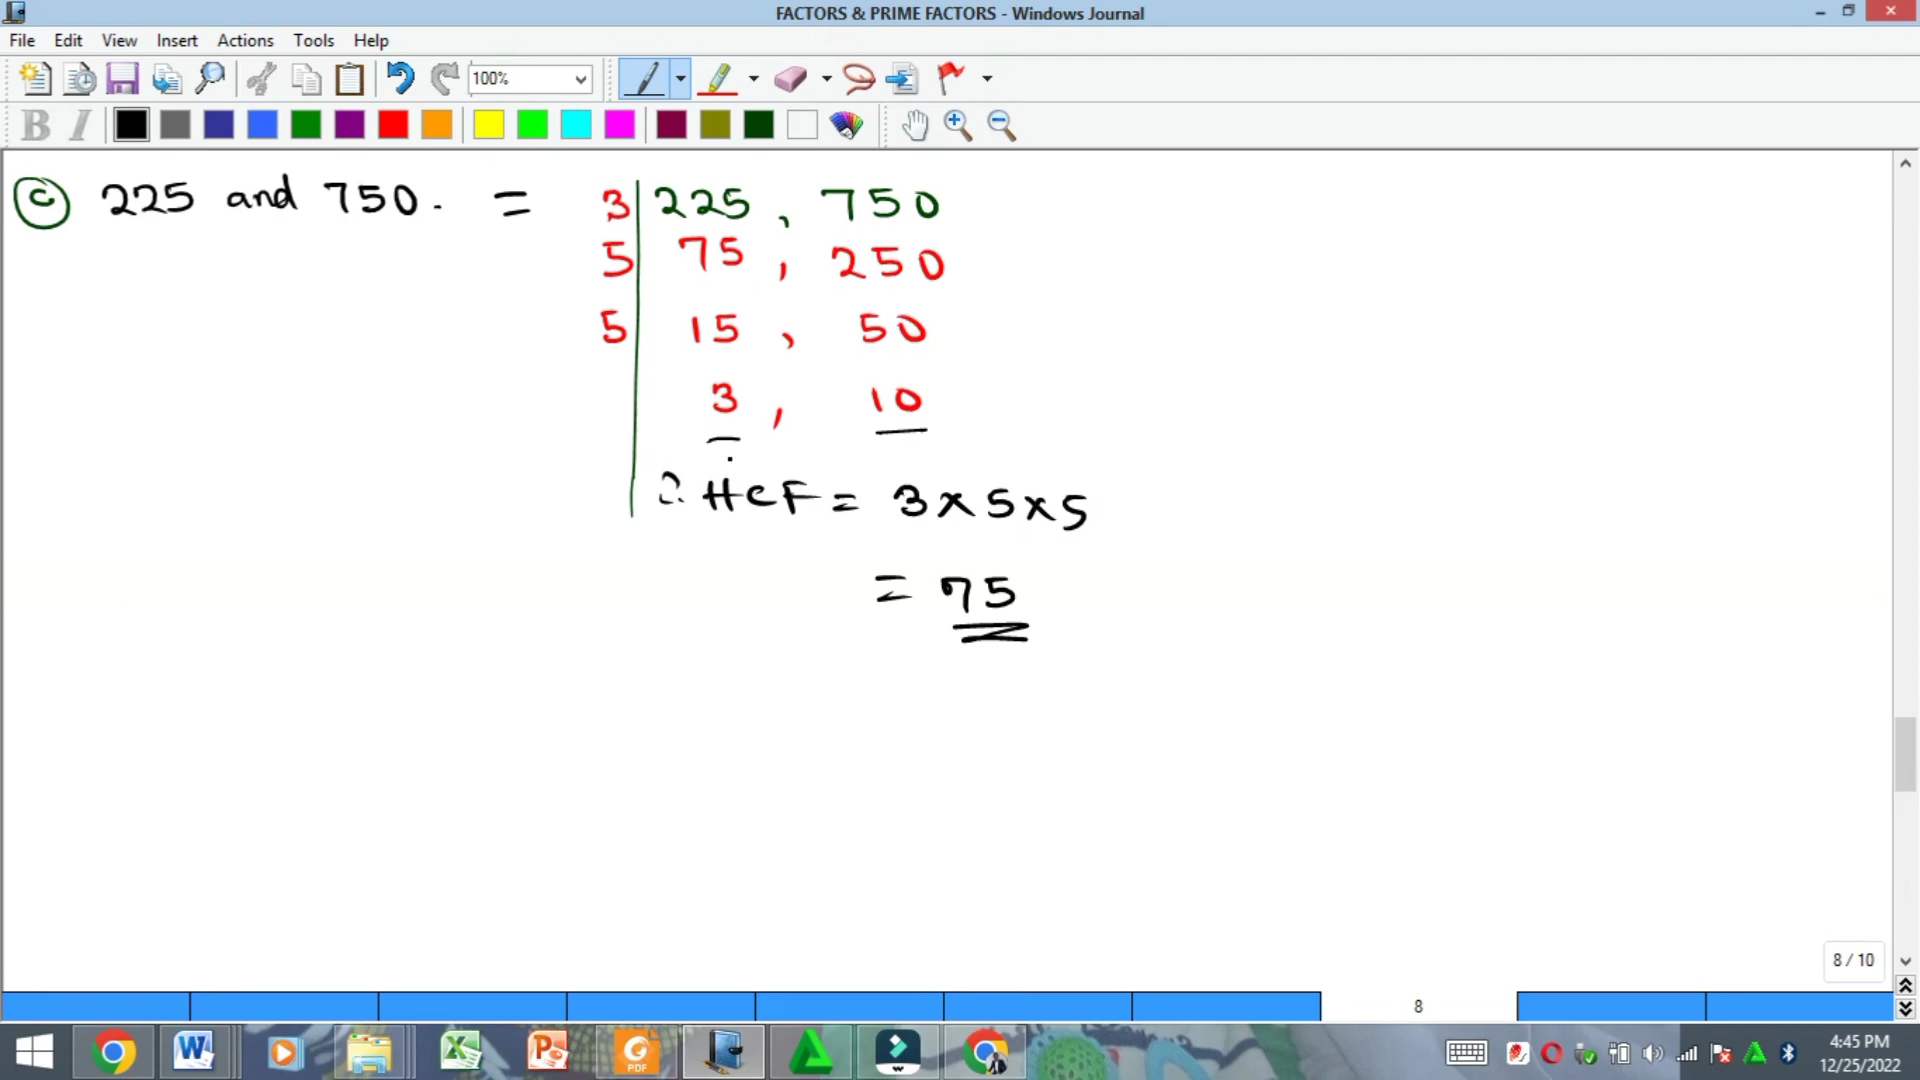 FACTORS & PRIME FACTORS - Windows Journal
File Edit View Insert Actions Tools Help
100%
B I
C 225 and 750. = 3 225 , 750
5 75 , 250
5 15 , 50
3 , 10
∴ HCF = 3 x 5 x 5
= 75
8 / 10
8
PDF
4:45 PM
12/25/2022